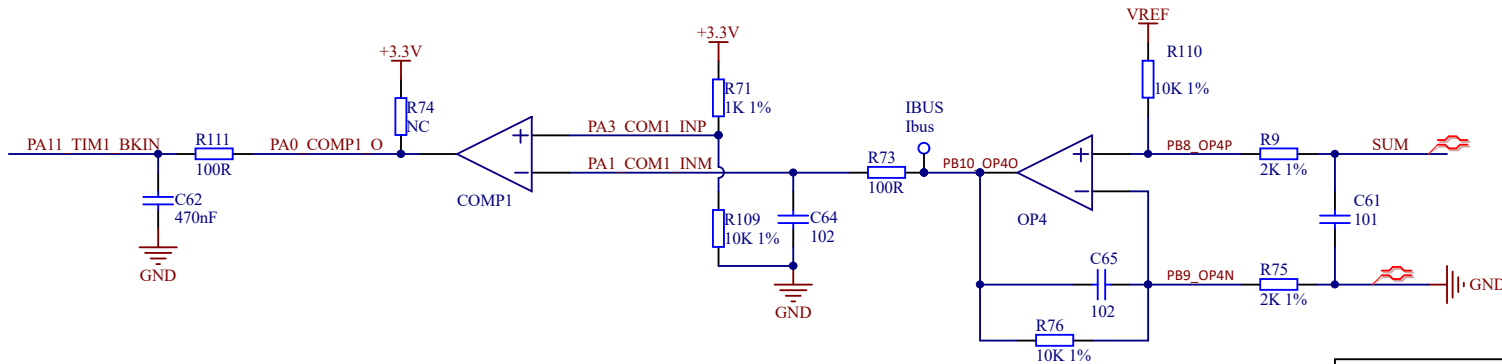 VREF
R110
10K 1%
+3.3V
+3.3V
R71
1K 1%
R74
NC
IBUS
Ibus
PA11_TIM1_BKIN
R111
100R
PA0_COMP1_O
PA3_COM1_INP
PA1_COM1_INM
R73
100R
PB10_OP4O
PB8_OP4P
R9
2K 1%
SUM
C62
470nF
GND
COMP1
R109
10K 1%
C64
102
GND
OP4
C61
101
C65
102
PB9_OP4N
R75
2K 1%
GND
R76
10K 1%